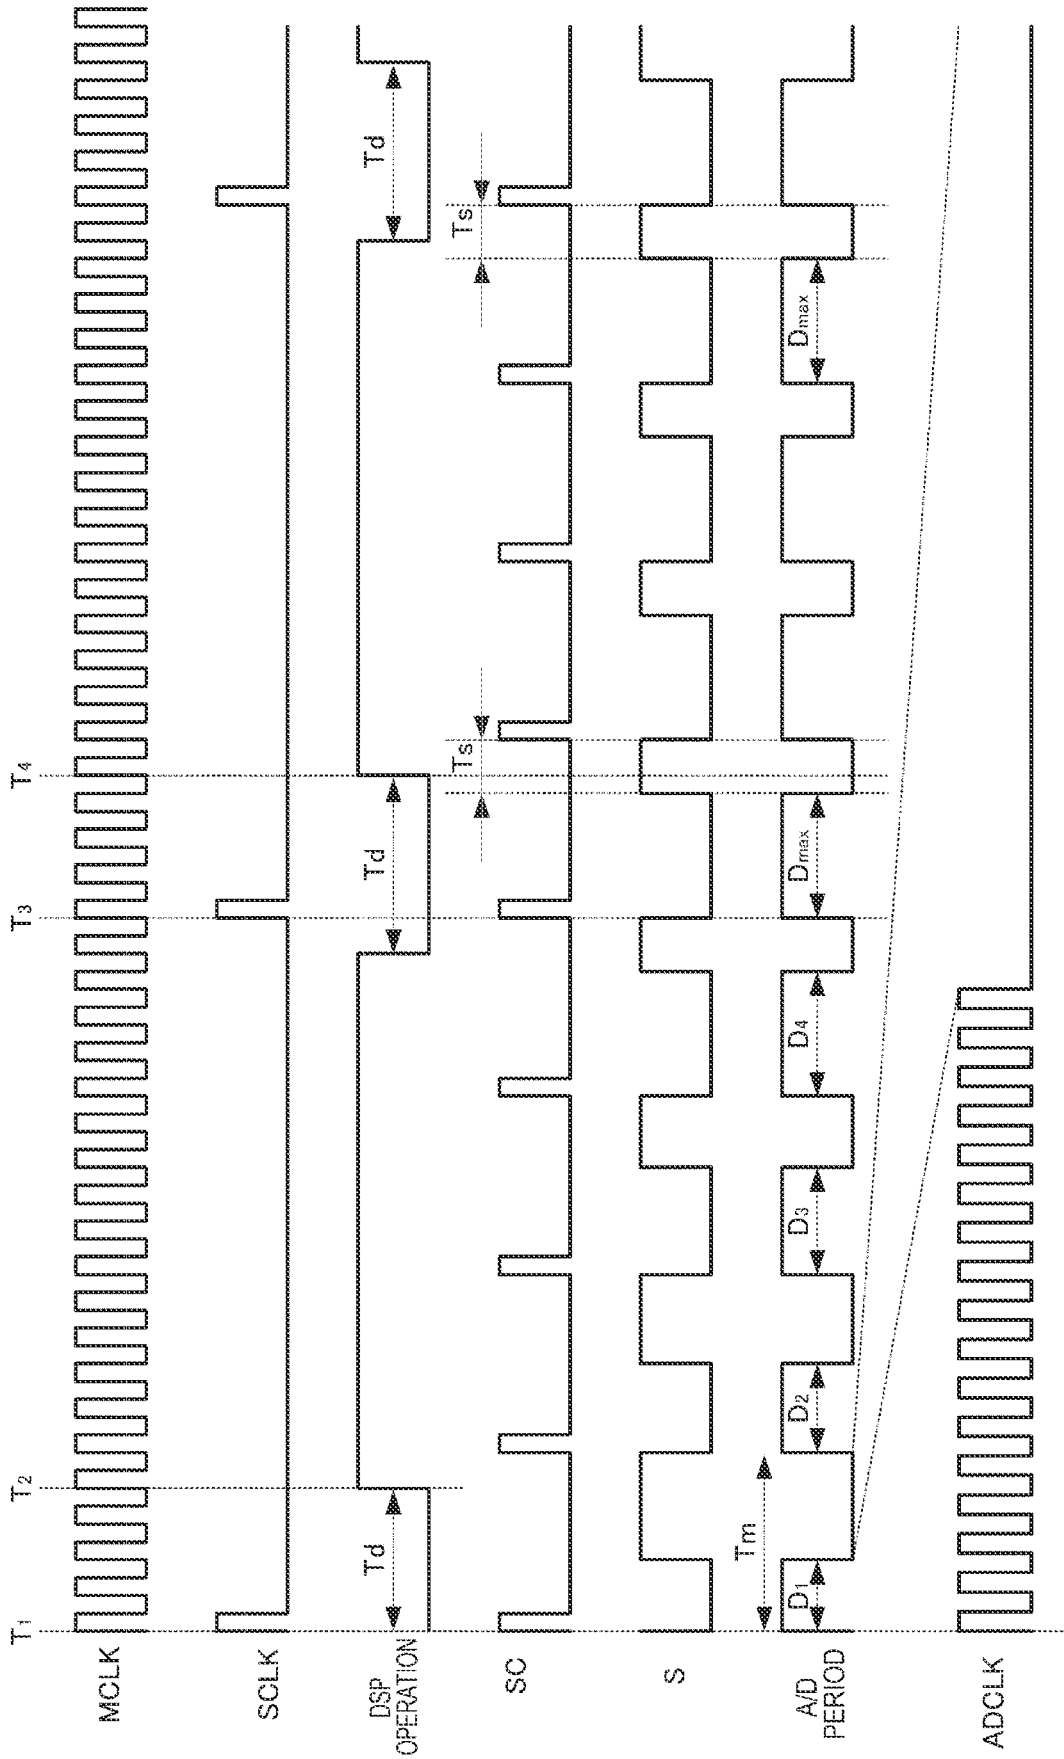 T1 T2 T3 T4
MCLK
SCLK
DSP
OPERATION
Td Td Td
SC
Ts Ts
S
A/D
PERIOD
Tm
D1 D2 D3 D4 Dmax Dmax
ADCLK